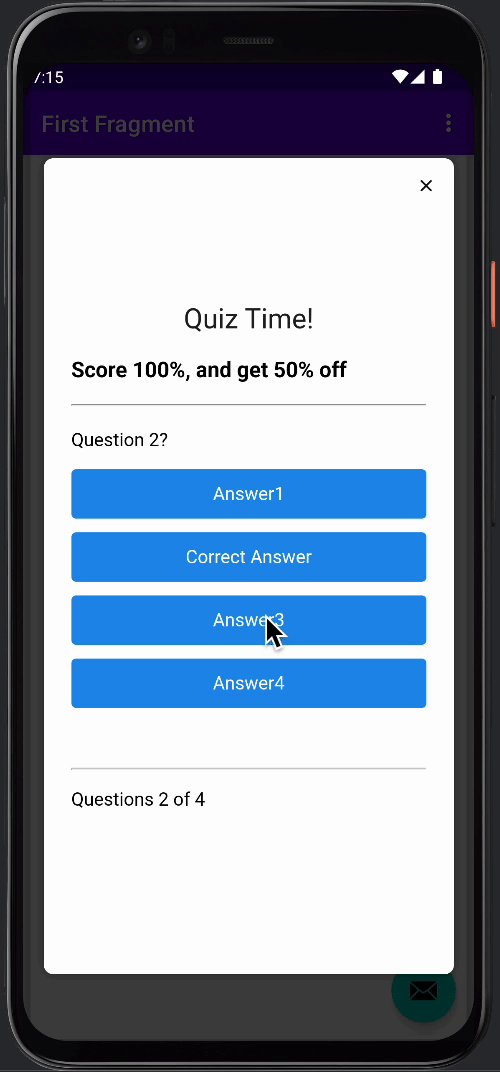 7:15
First Fragment
Quiz Time!
Score 100%, and get 50% off
Question 2?
Answer1
Correct Answer
Answer3
Answer4
Questions 2 of 4